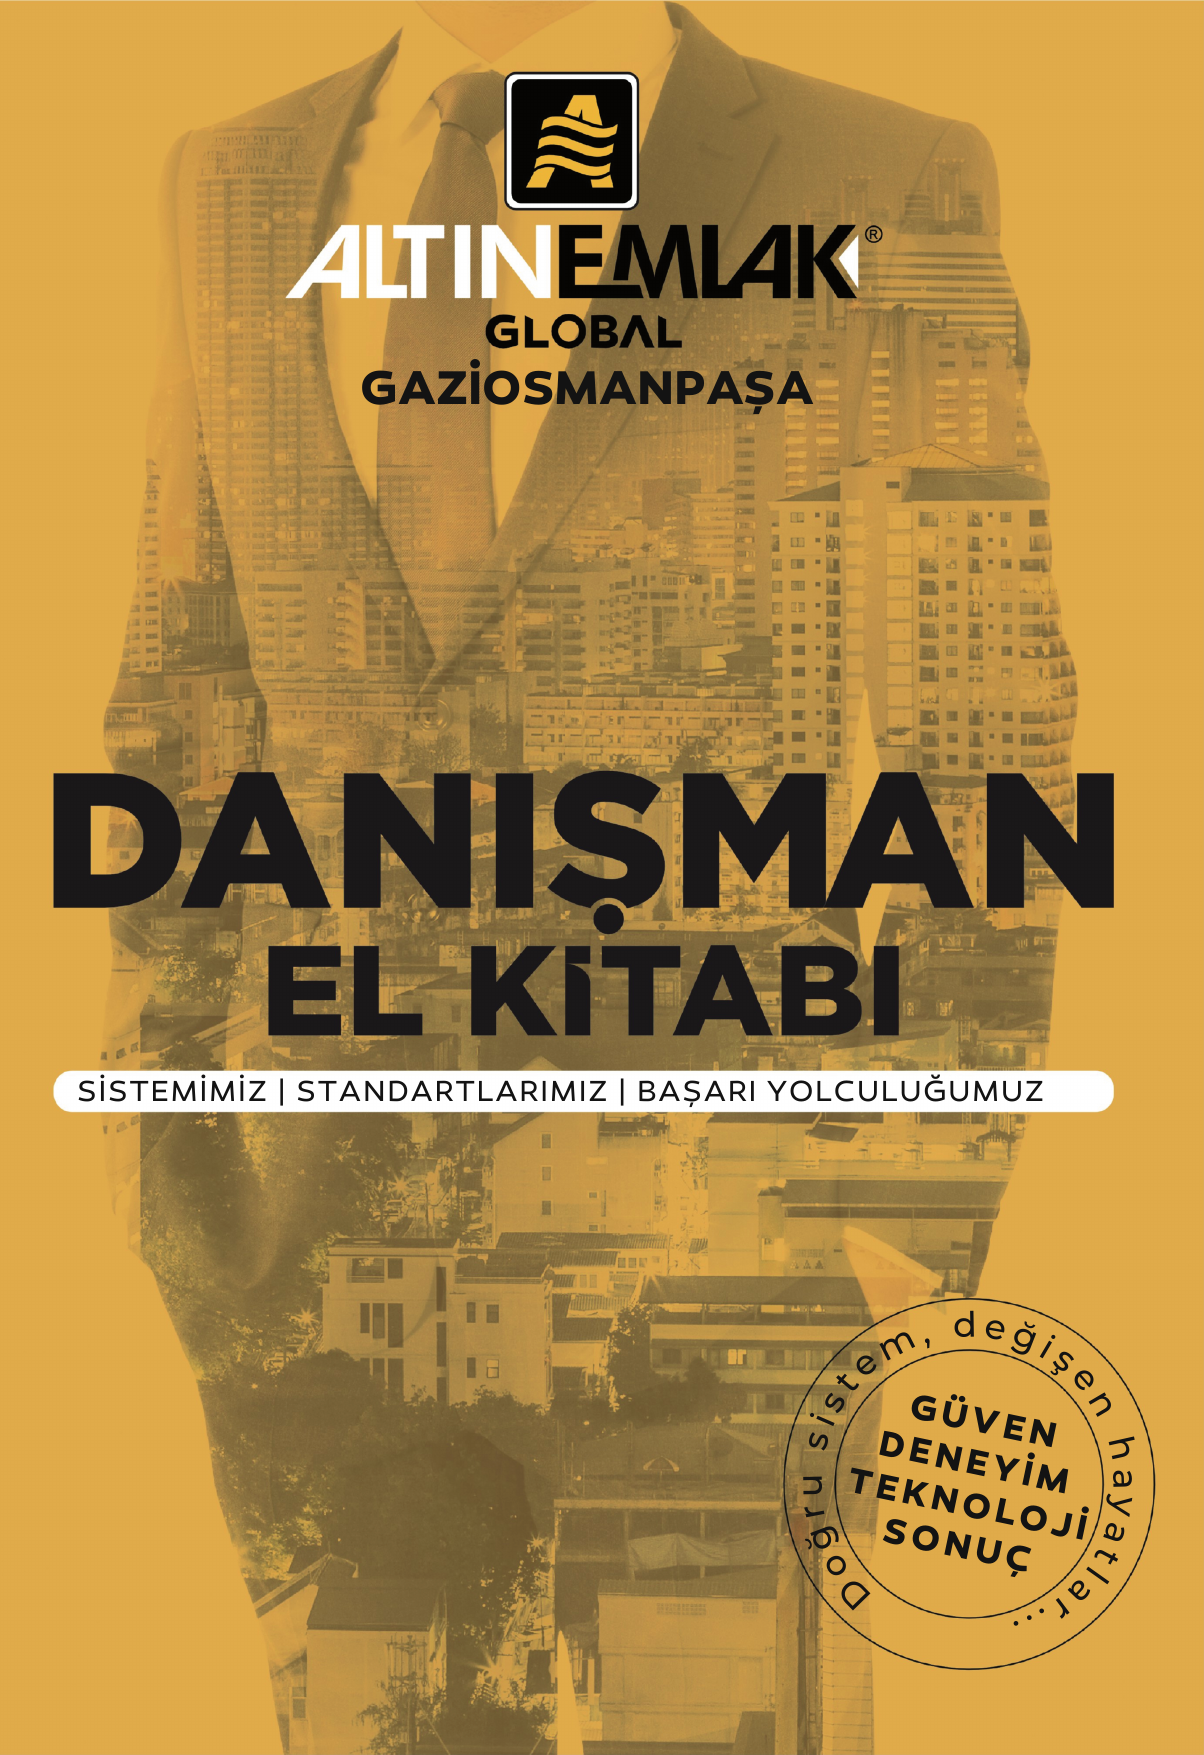 A
ALTINEMLAK®
GLOBAL
GAZİOSMANPAŞA
DANIŞMAN
EL KİTABI
SİSTEMİMİZ | STANDARTLARIMIZ | BAŞARI YOLCULUĞUMUZ
Doğru sistem, değişen hayatlar...
GÜVEN
DENEYİM
TEKNOLOJİ
SONUÇ